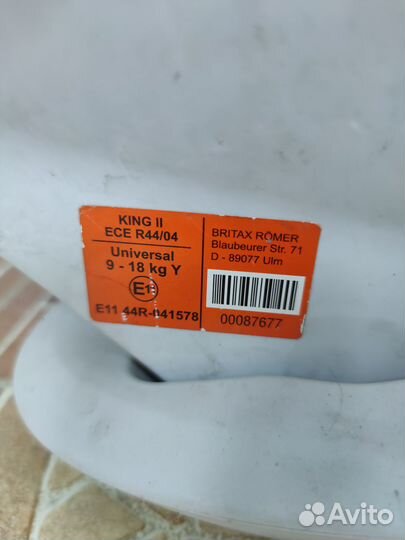 KING II
ECE R44/04
Universal
9 - 18 kg Y
E1
E11 44R-041578
BRITAX RÖMER
Blaubeurer Str. 71
D - 89077 Ulm
00087677
Avito